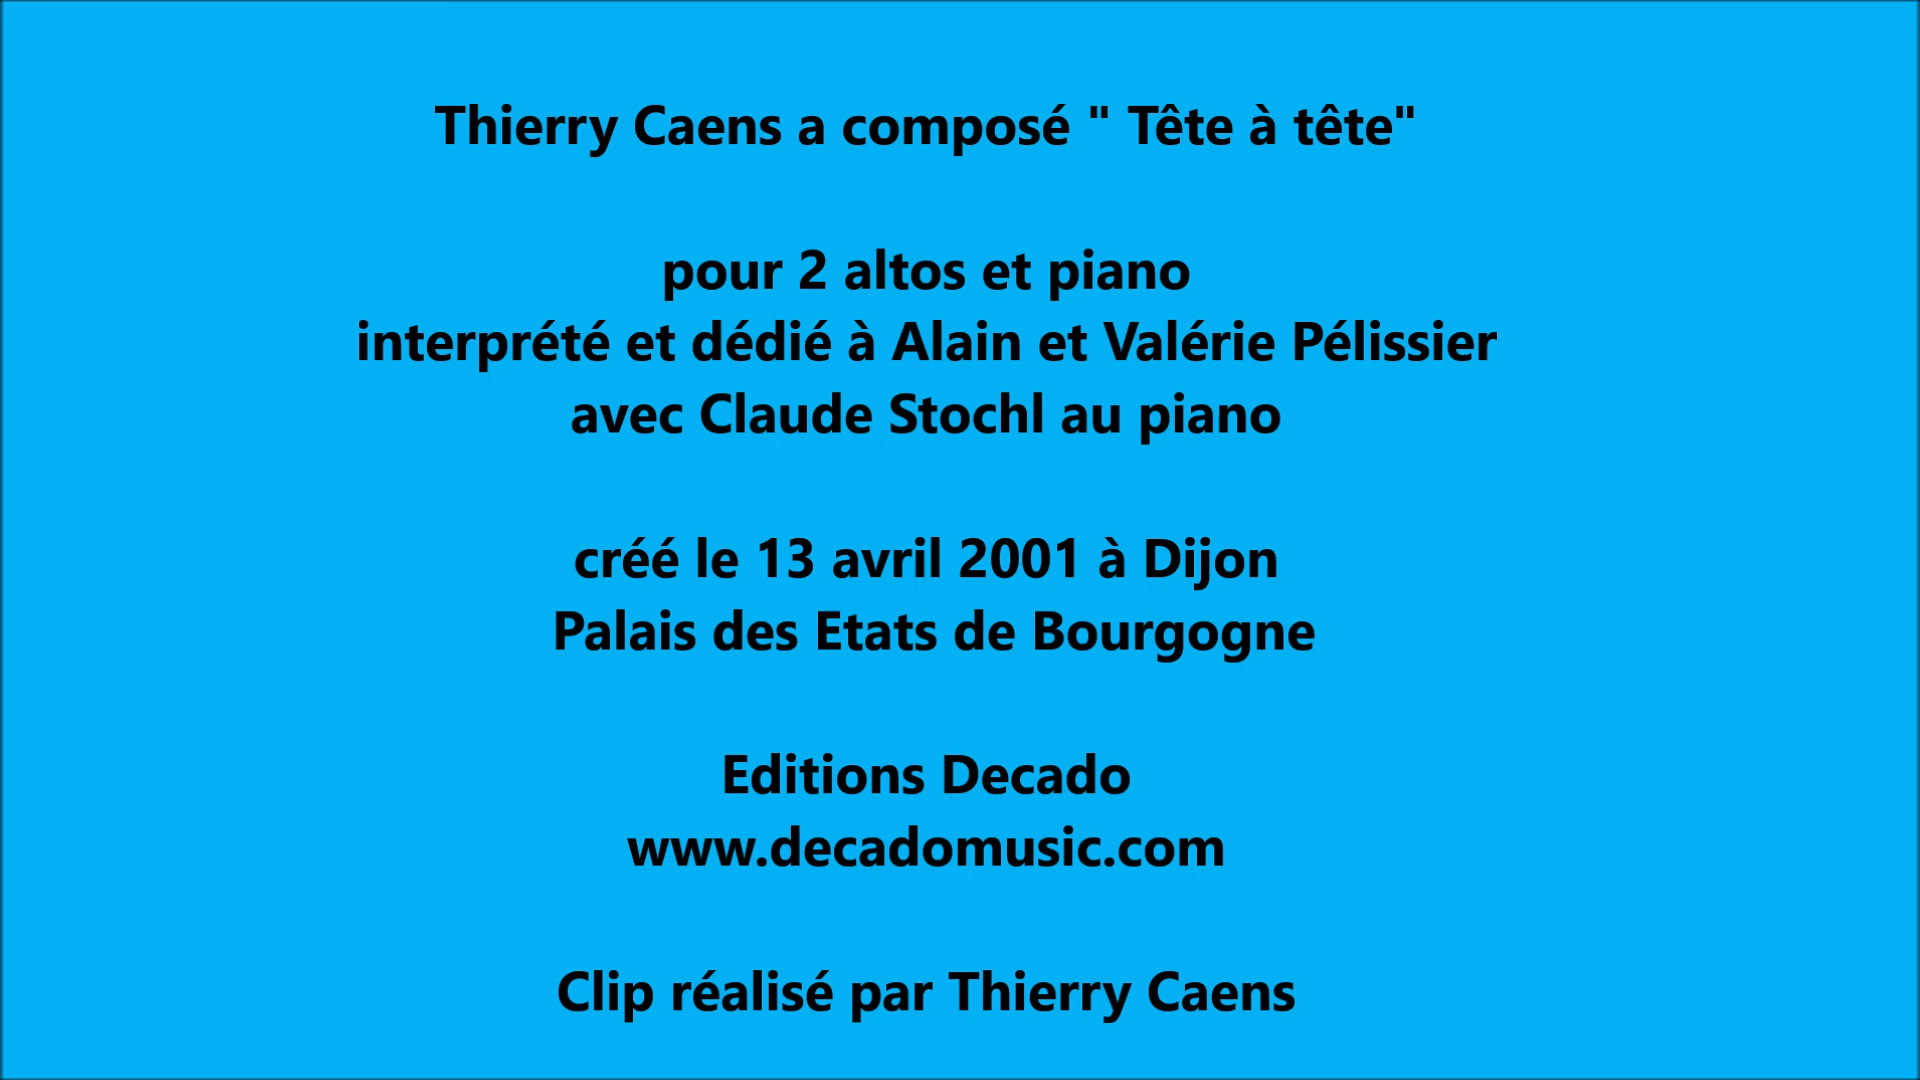 Thierry Caens a composé " Tête à tête"
pour 2 altos et piano
interprété et dédié à Alain et Valérie Pélissier
avec Claude Stochl au piano
créé le 13 avril 2001 à Dijon
Palais des Etats de Bourgogne
Editions Decado
www.decadomusic.com
Clip réalisé par Thierry Caens